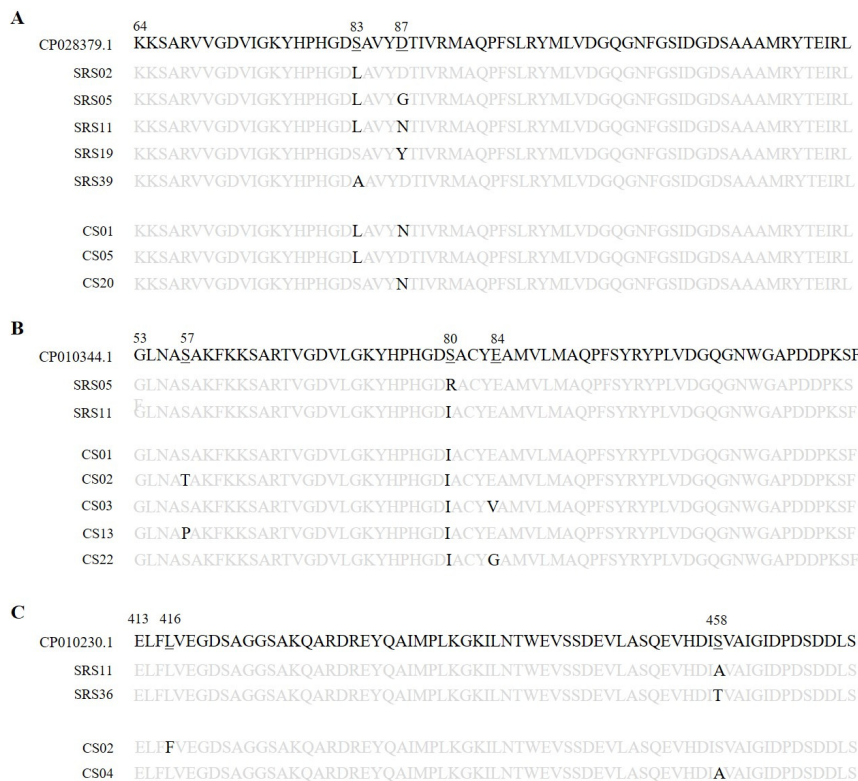 A
64 83 87
CP028379.1 KKSARVVGDVIGKYHPHGDSAVYDTIVRMAQPFSLRYMLVDGQGNFGSIDGDSAAAMRYTEIRL
SRS02 KKSARVVGDVIGKYHPHGDLAVYDTIVRMAQPFSLRYMLVDGQGNFGSIDGDSAAAMRYTEIRL
SRS05 KKSARVVGDVIGKYHPHGDLAVYGTIVRMAQPFSLRYMLVDGQGNFGSIDGDSAAAMRYTEIRL
SRS11 KKSARVVGDVIGKYHPHGDLAVYNTIVRMAQPFSLRYMLVDGQGNFGSIDGDSAAAMRYTEIRL
SRS19 KKSARVVGDVIGKYHPHGDSAVYYTIVRMAQPFSLRYMLVDGQGNFGSIDGDSAAAMRYTEIRL
SRS39 KKSARVVGDVIGKYHPHGDAAVYDTIVRMAQPFSLRYMLVDGQGNFGSIDGDSAAAMRYTEIRL
CS01 KKSARVVGDVIGKYHPHGDLAVYNTIVRMAQPFSLRYMLVDGQGNFGSIDGDSAAAMRYTEIRL
CS05 KKSARVVGDVIGKYHPHGDLAVYDTIVRMAQPFSLRYMLVDGQGNFGSIDGDSAAAMRYTEIRL
CS20 KKSARVVGDVIGKYHPHGDSAVYNTIVRMAQPFSLRYMLVDGQGNFGSIDGDSAAAMRYTEIRL
B
53 57 80 84
CP010344.1 GLNASAKFKKSARTVGDVLGKYHPHGDSACYEAMVLMAQPFSYRYPLVDGQGNWGAPDDPKSF
SRS05 GLNASAKFKKSARTVGDVLGKYHPHGDRACYEAMVLMAQPFSYRYPLVDGQGNWGAPDDPKS
F
SRS11 GLNASAKFKKSARTVGDVLGKYHPHGDIACYEAMVLMAQPFSYRYPLVDGQGNWGAPDDPKSF
CS01 GLNASAKFKKSARTVGDVLGKYHPHGDIACYEAMVLMAQPFSYRYPLVDGQGNWGAPDDPKSF
CS02 GLNATAKFKKSARTVGDVLGKYHPHGDIACYEAMVLMAQPFSYRYPLVDGQGNWGAPDDPKSF
CS03 GLNASAKFKKSARTVGDVLGKYHPHGDIACYVAMVLMAQPFSYRYPLVDGQGNWGAPDDPKSF
CS13 GLNAPAKFKKSARTVGDVLGKYHPHGDIACYEAMVLMAQPFSYRYPLVDGQGNWGAPDDPKSF
CS22 GLNASAKFKKSARTVGDVLGKYHPHGDIACYGAMVLMAQPFSYRYPLVDGQGNWGAPDDPKSF
C
413 416 458
CP010230.1 ELFLVEGDSAGGSAKQARDREYQAIMPLKGKILNTWEVSSDEVLASQEVHDISVAIGIDPDSDDLS
SRS11 ELFLVEGDSAGGSAKQARDREYQAIMPLKGKILNTWEVSSDEVLASQEVHDIAVAIGIDPDSDDLS
SRS36 ELFLVEGDSAGGSAKQARDREYQAIMPLKGKILNTWEVSSDEVLASQEVHDITVAIGIDPDSDDLS
CS02 ELFFVEGDSAGGSAKQARDREYQAIMPLKGKILNTWEVSSDEVLASQEVHDISVAIGIDPDSDDLS
CS04 ELFLVEGDSAGGSAKQARDREYQAIMPLKGKILNTWEVSSDEVLASQEVHDIAVAIGIDPDSDDLS